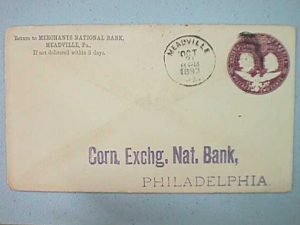 Return to MERCHANTS NATIONAL BANK,
MEADVILLE, Pa.,
If not delivered within 5 days.
MEADVILLE
OCT
1893
Corn. Exchg. Nat. Bank,
PHILADELPHIA.